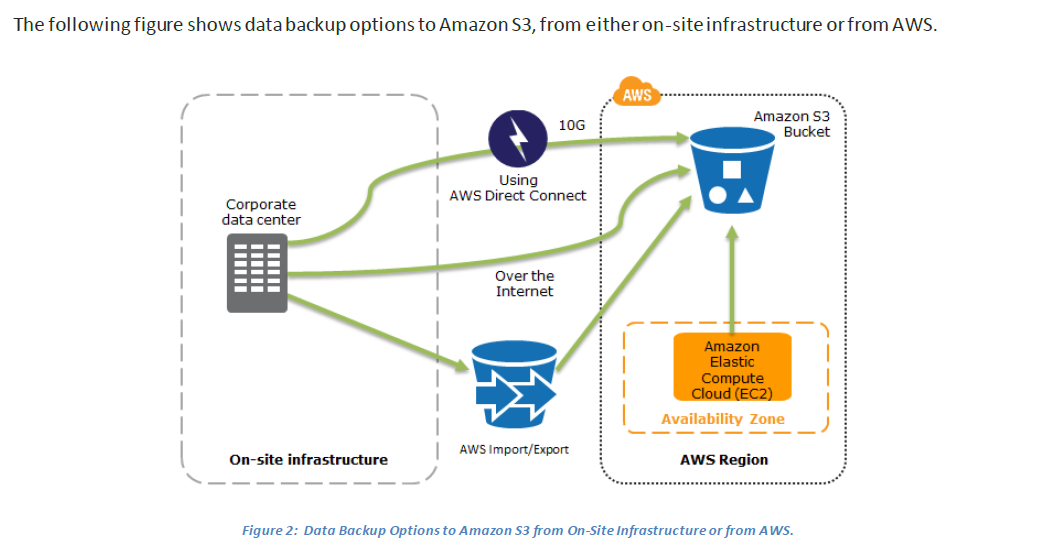 The following figure shows data backup options to Amazon S3, from either on-site infrastructure or from AWS.
AWS
Amazon S3
Bucket
10G
Using
AWS Direct Connect
Corporate
data center
Over the
Internet
Amazon
Elastic
Compute
Cloud (EC2)
Availability Zone
AWS Import/Export
On-site infrastructure
AWS Region
Figure 2: Data Backup Options to Amazon S3 from On-Site Infrastructure or from AWS.